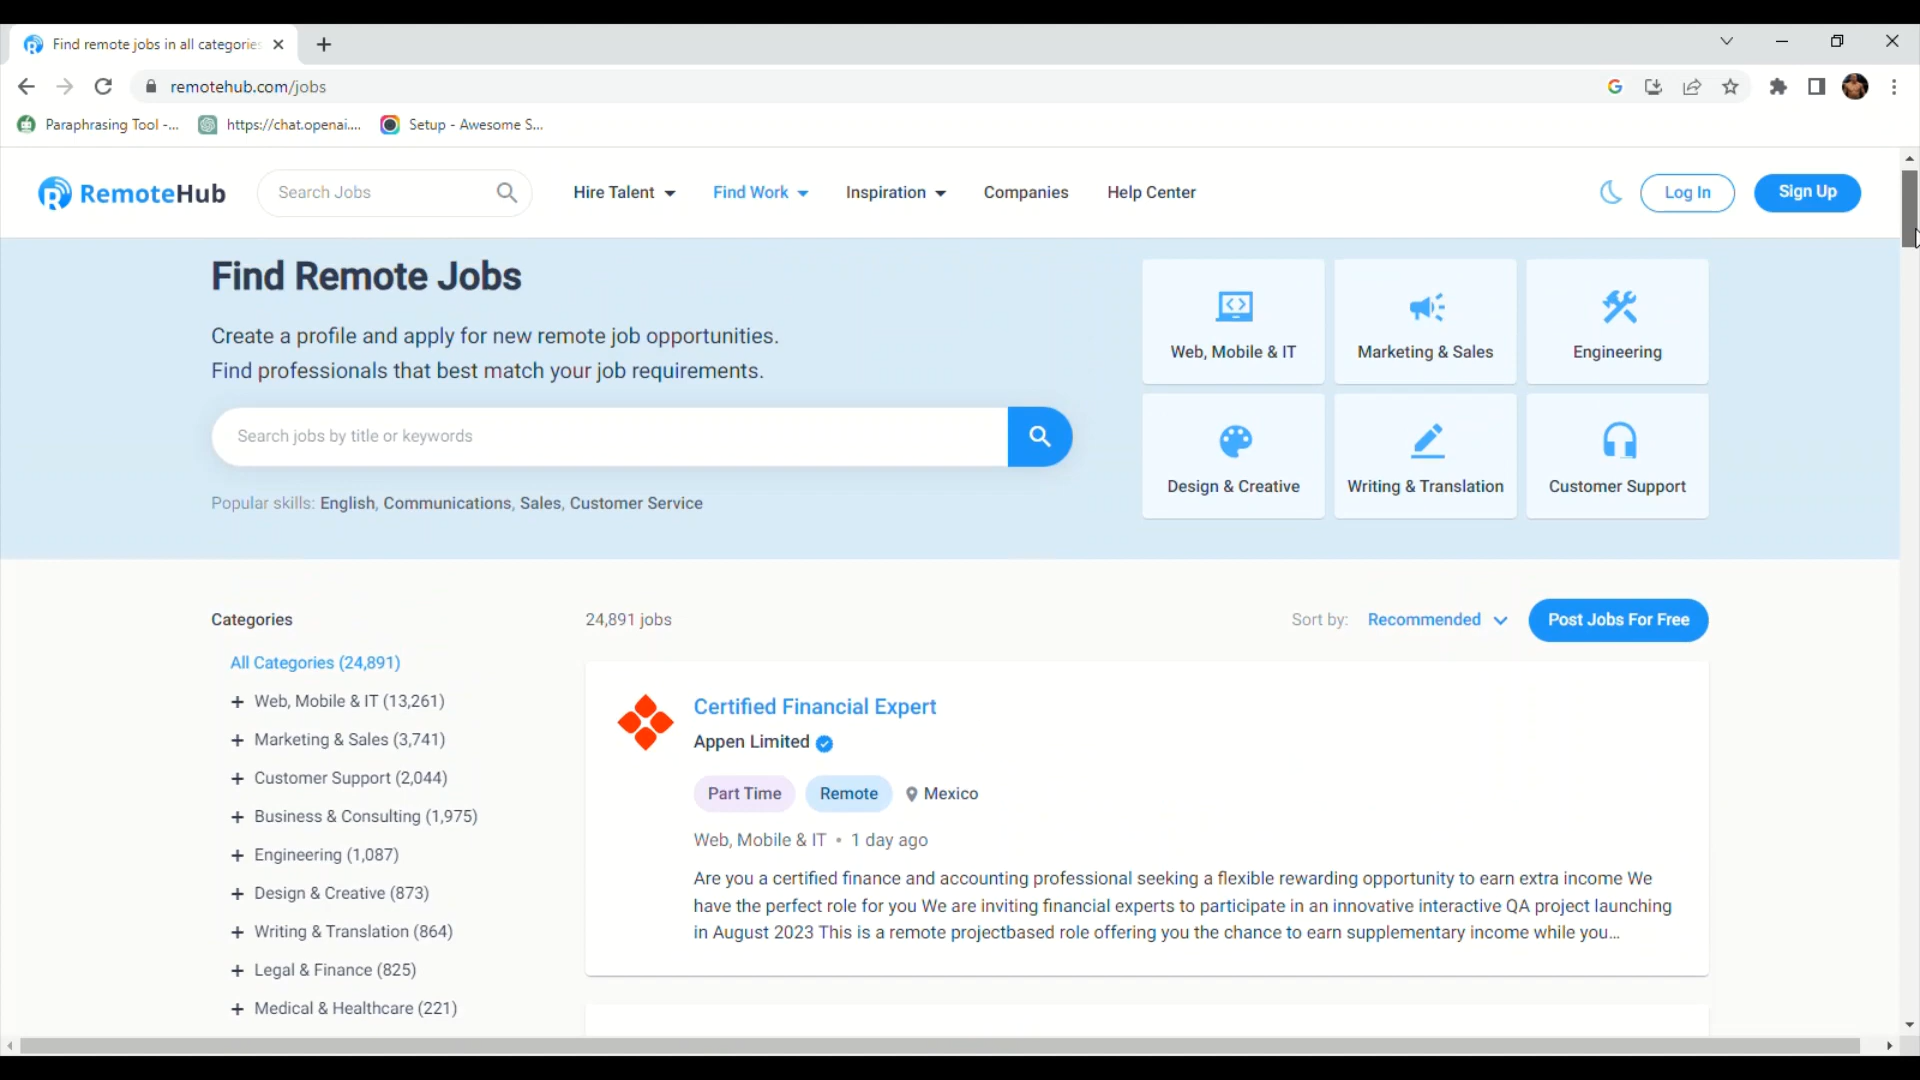 Find remote jobs in all categories
remotehub.com/jobs
Paraphrasing Tool -...
https://chat.openai....
Setup - Awesome S...
RemoteHub
Search Jobs
Hire Talent
Find Work
Inspiration
Companies
Help Center
Log In
Sign Up
Find Remote Jobs
Create a profile and apply for new remote job opportunities.
Find professionals that best match your job requirements.
Search jobs by title or keywords
Popular skills: English, Communications, Sales, Customer Service
Web, Mobile & IT
Marketing & Sales
Engineering
Design & Creative
Writing & Translation
Customer Support
Categories
All Categories (24,891)
+ Web, Mobile & IT (13,261)
+ Marketing & Sales (3,741)
+ Customer Support (2,044)
+ Business & Consulting (1,975)
+ Engineering (1,087)
+ Design & Creative (873)
+ Writing & Translation (864)
+ Legal & Finance (825)
+ Medical & Healthcare (221)
24,891 jobs
Sort by: Recommended
Post Jobs For Free
Certified Financial Expert
Appen Limited
Part Time
Remote
Mexico
Web, Mobile & IT • 1 day ago
Are you a certified finance and accounting professional seeking a flexible rewarding opportunity to earn extra income We
have the perfect role for you We are inviting financial experts to participate in an innovative interactive QA project launching
in August 2023 This is a remote projectbased role offering you the chance to earn supplementary income while you...